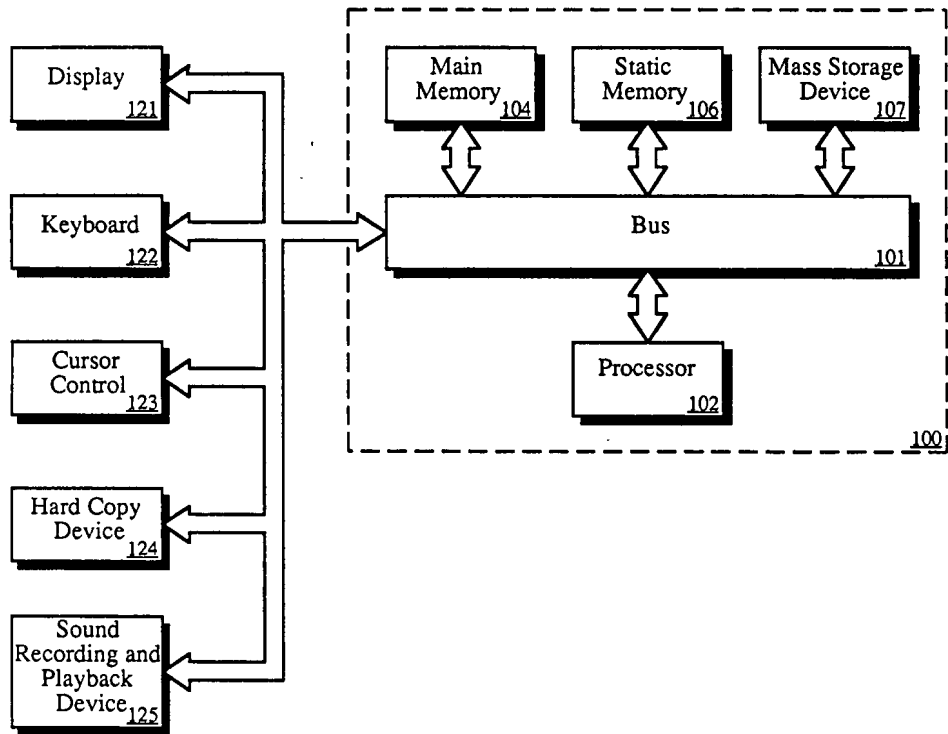 Display
121
Keyboard
122
Cursor
Control
123
Hard Copy
Device
124
Sound
Recording and
Playback
Device
125
Main
Memory
104
Static
Memory
106
Mass Storage
Device
107
Bus
101
Processor
102
100